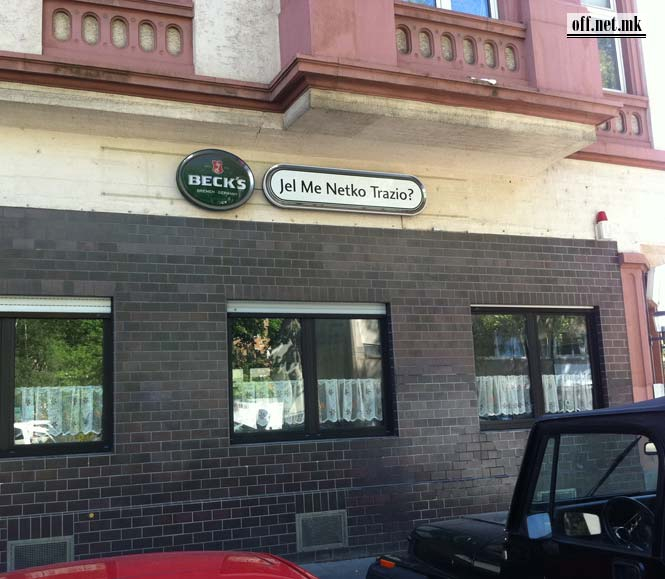 off.net.mk
BECK'S
BREMEN · GERMANY
Jel Me Netko Trazio?